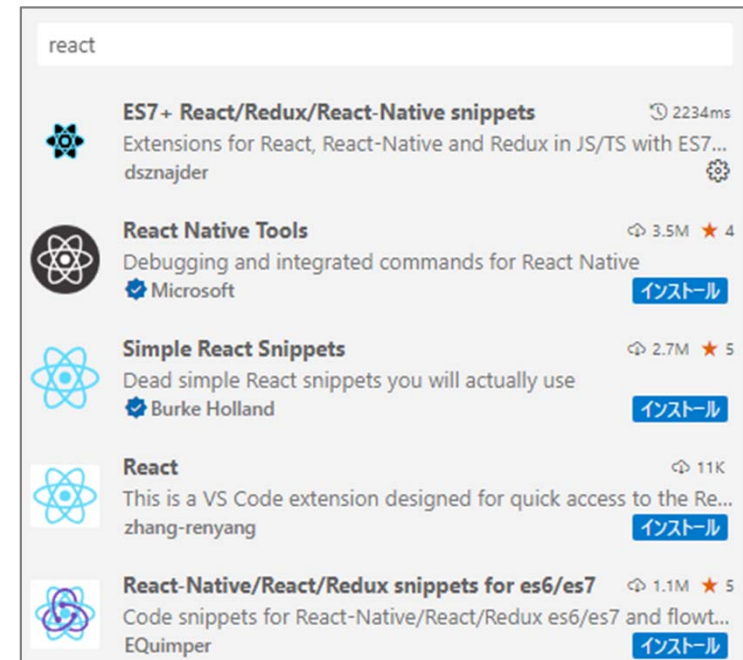 react
ES7+ React/Redux/React-Native snippets 2234ms
Extensions for React, React-Native and Redux in JS/TS with ES7...
dsznajder
React Native Tools 3.5M ★ 4
Debugging and integrated commands for React Native
Microsoft インストール
Simple React Snippets 2.7M ★ 5
Dead simple React snippets you will actually use
Burke Holland インストール
React 11K
This is a VS Code extension designed for quick access to the Re...
zhang-renyang インストール
React-Native/React/Redux snippets for es6/es7 1.1M ★ 5
Code snippets for React-Native/React/Redux es6/es7 and flowt...
EQuimper インストール